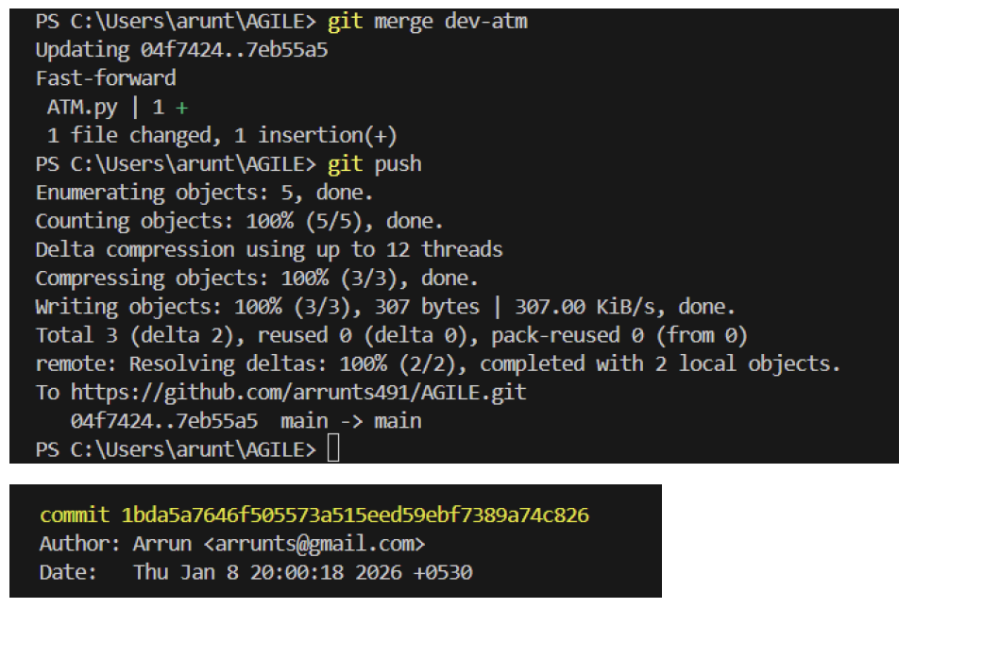 PS C:\Users\arunt\AGILE> git merge dev-atm
Updating 04f7424..7eb55a5
Fast-forward
 ATM.py | 1 +
 1 file changed, 1 insertion(+)
PS C:\Users\arunt\AGILE> git push
Enumerating objects: 5, done.
Counting objects: 100% (5/5), done.
Delta compression using up to 12 threads
Compressing objects: 100% (3/3), done.
Writing objects: 100% (3/3), 307 bytes | 307.00 KiB/s, done.
Total 3 (delta 2), reused 0 (delta 0), pack-reused 0 (from 0)
remote: Resolving deltas: 100% (2/2), completed with 2 local objects.
To https://github.com/arrunts491/AGILE.git
   04f7424..7eb55a5  main -> main
PS C:\Users\arunt\AGILE>
commit 1bda5a7646f505573a515eed59ebf7389a74c826
Author: Arrun <arrunts@gmail.com>
Date:   Thu Jan 8 20:00:18 2026 +0530